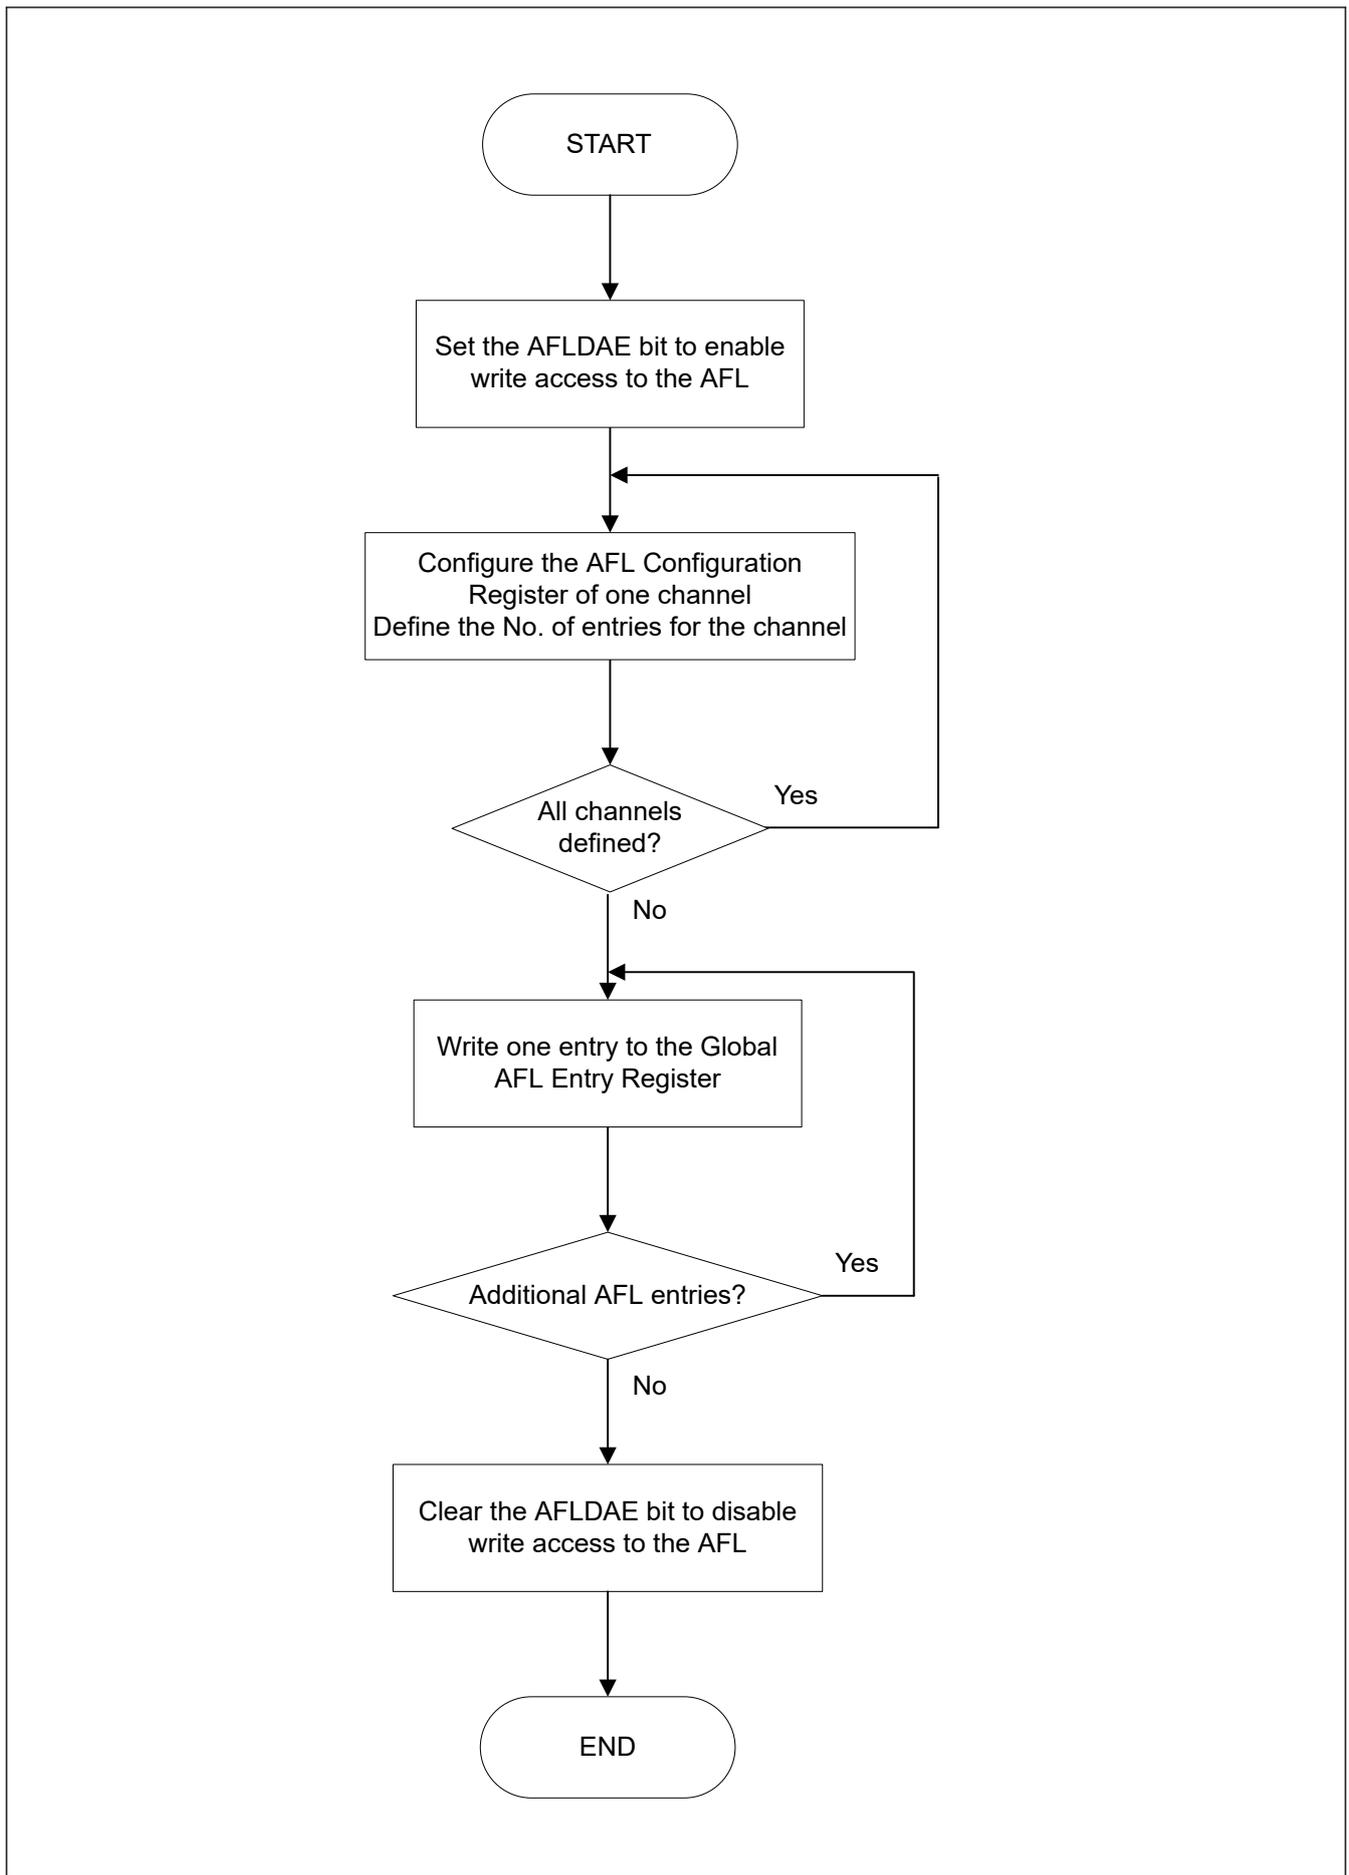 START
Set the AFLDAE bit to enable
write access to the AFL
Configure the AFL Configuration
Register of one channel
Define the No. of entries for the channel
All channels
defined?
Yes
No
Write one entry to the Global
AFL Entry Register
Additional AFL entries?
Yes
No
Clear the AFLDAE bit to disable
write access to the AFL
END